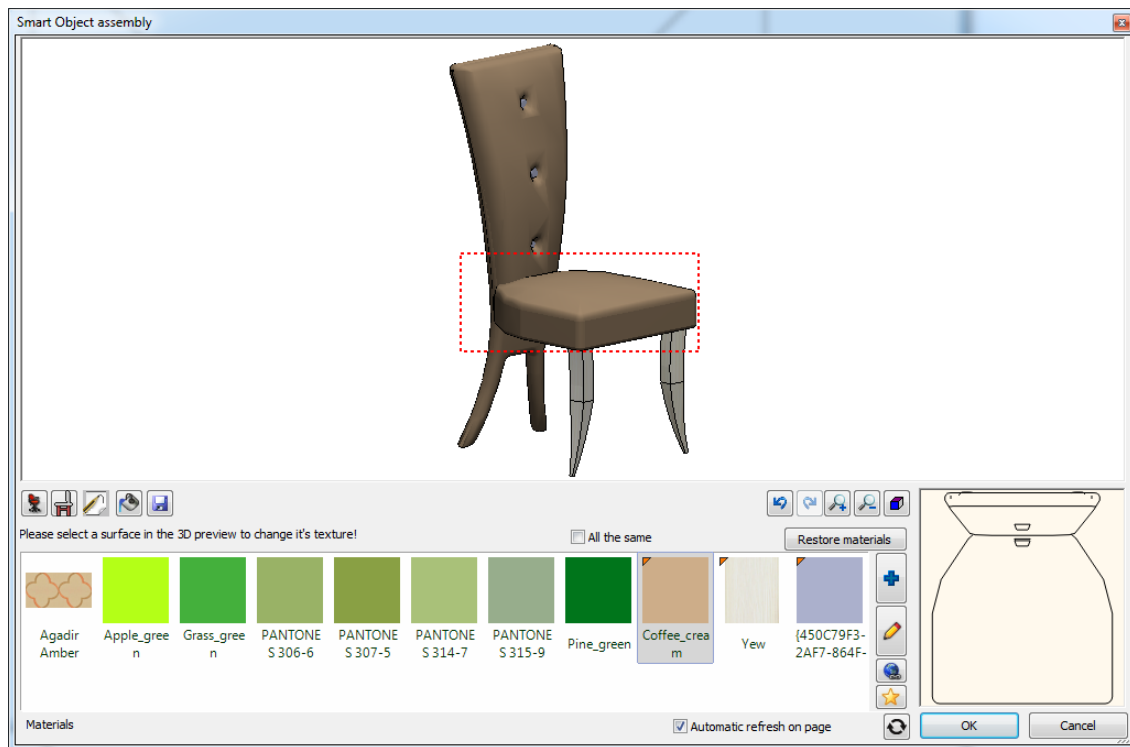 Smart Object assembly
Please select a surface in the 3D preview to change it's texture!
All the same
Restore materials
Agadir
Amber
Apple_gree
n
Grass_gree
n
PANTONE
S 306-6
PANTONE
S 307-5
PANTONE
S 314-7
PANTONE
S 315-9
Pine_green
Coffee_crea
m
Yew
{450C79F3-
2AF7-864F-
Materials
Automatic refresh on page
OK
Cancel